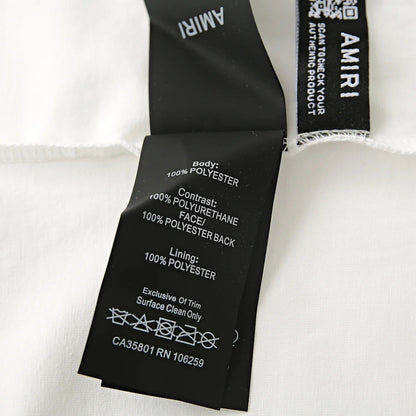 AMIRI
AMIRI
SCAN TO CHECK YOUR
AUTHENTIC PRODUCT
Body:
100% POLYESTER
Contrast:
100% POLYURETHANE
FACE/
100% POLYESTER BACK
Lining:
100% POLYESTER
Exclusive Of Trim
Surface Clean Only
CA35801 RN 106259